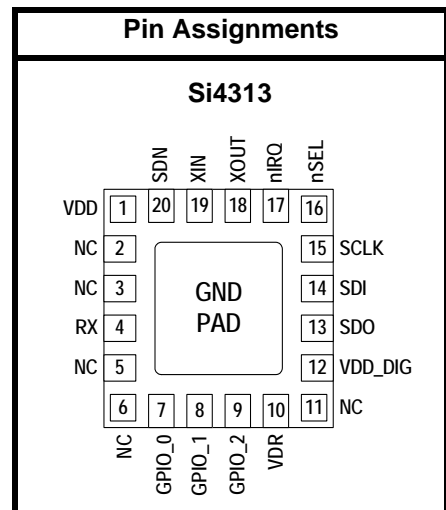 Pin Assignments
Si4313
SDN
XIN
XOUT
nIRQ
nSEL
VDD 1 20 19 18 17 16
NC 2 15 SCLK
NC 3 14 SDI
RX 4 13 SDO
NC 5 12 VDD_DIG
6 7 8 9 10 11 NC
GND
PAD
NC
GPIO_0
GPIO_1
GPIO_2
VDR